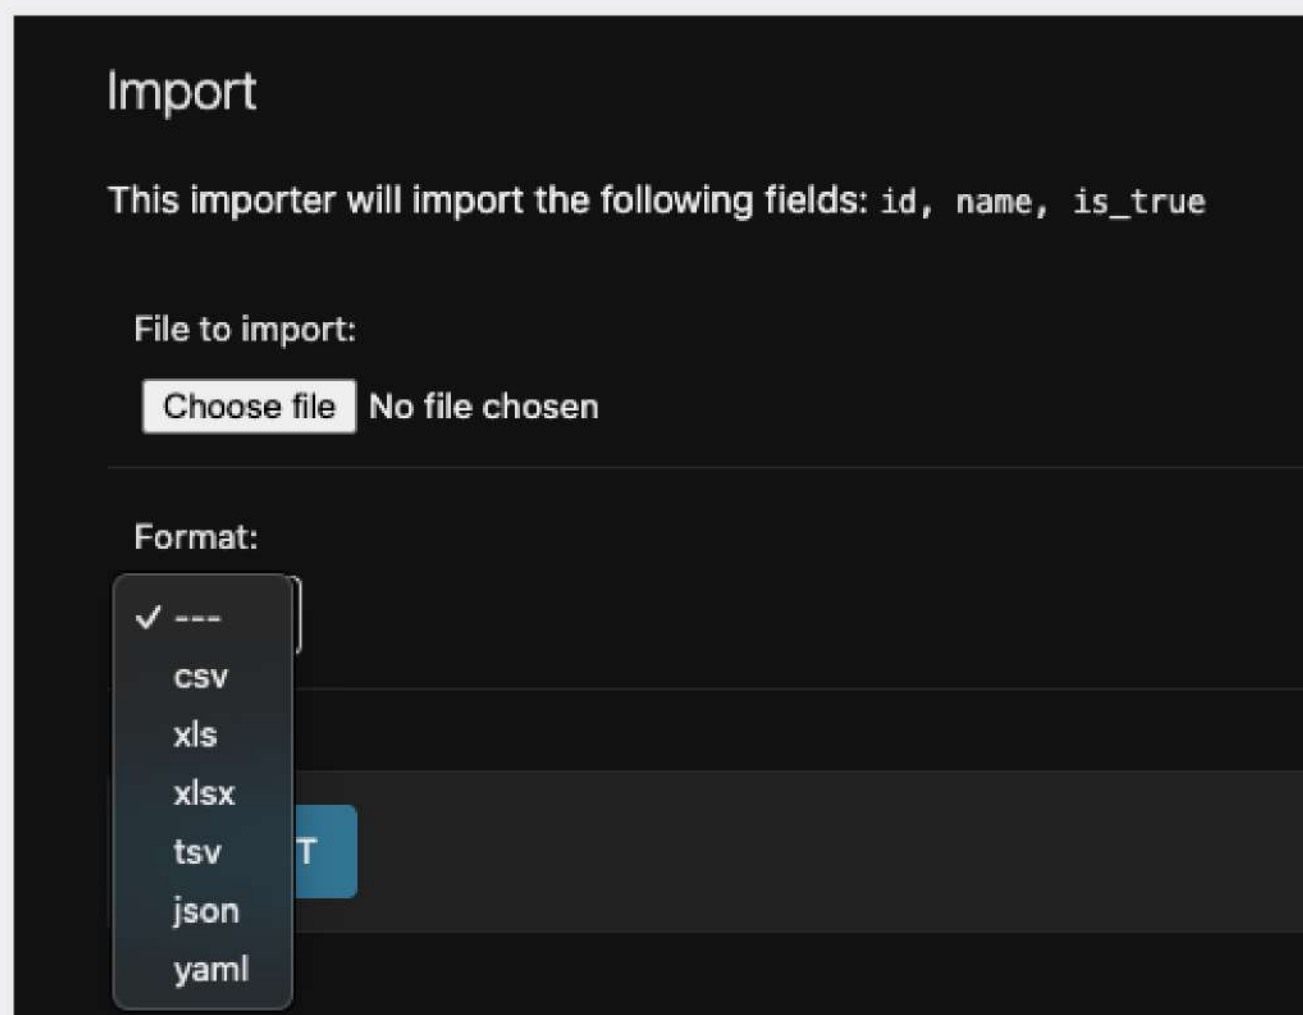 Import
This importer will import the following fields: id, name, is_true
File to import:
Choose file No file chosen
Format:
---
csv
xls
xlsx
tsv
T
json
yaml